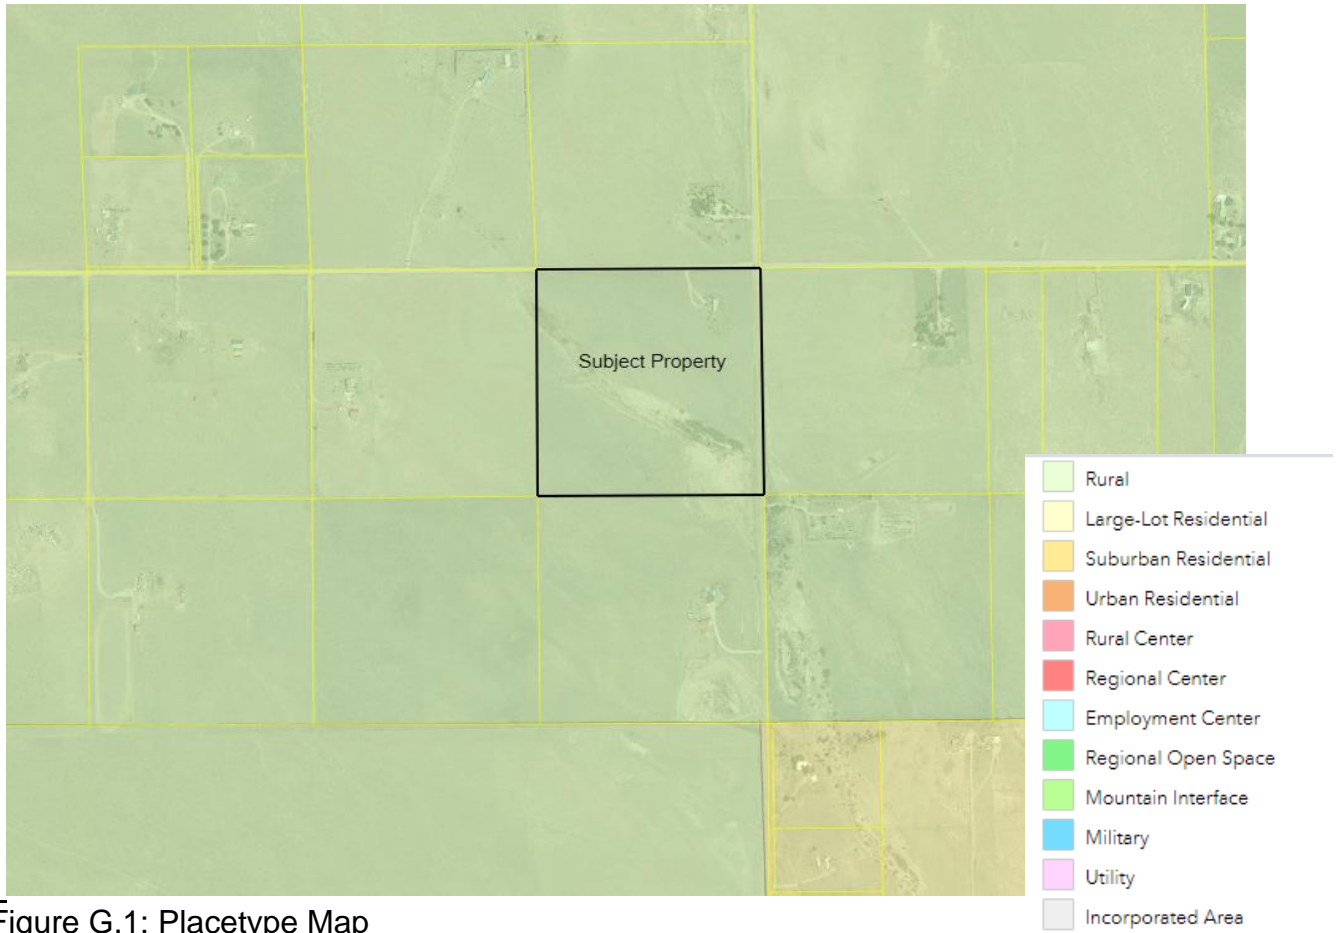 Subject Property
Rural
Large-Lot Residential
Suburban Residential
Urban Residential
Rural Center
Regional Center
Employment Center
Regional Open Space
Mountain Interface
Military
Utility
Incorporated Area
Figure G.1: Placetype Map